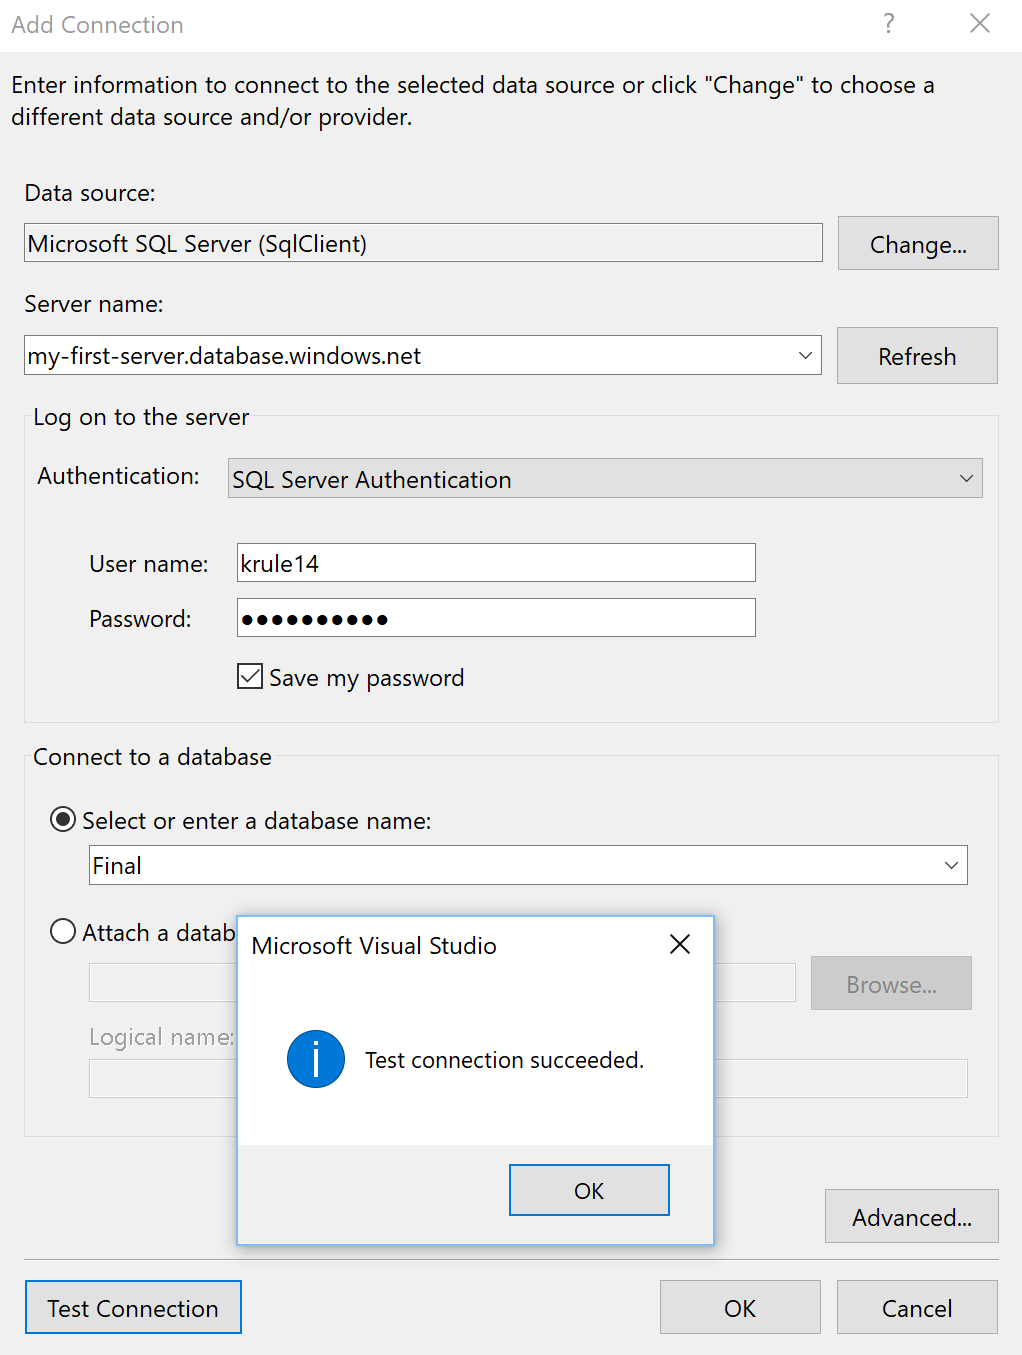 Add Connection
?
Enter information to connect to the selected data source or click "Change" to choose a
different data source and/or provider.
Data source:
Microsoft SQL Server (SqlClient)
Change...
Server name:
my-first-server.database.windows.net
Refresh
Log on to the server
Authentication:
SQL Server Authentication
User name:
krule14
Password:
●●●●●●●●●●
Save my password
Connect to a database
Select or enter a database name:
Final
Attach a datab
Browse...
Logical name:
Microsoft Visual Studio
Test connection succeeded.
OK
Advanced...
Test Connection
OK
Cancel